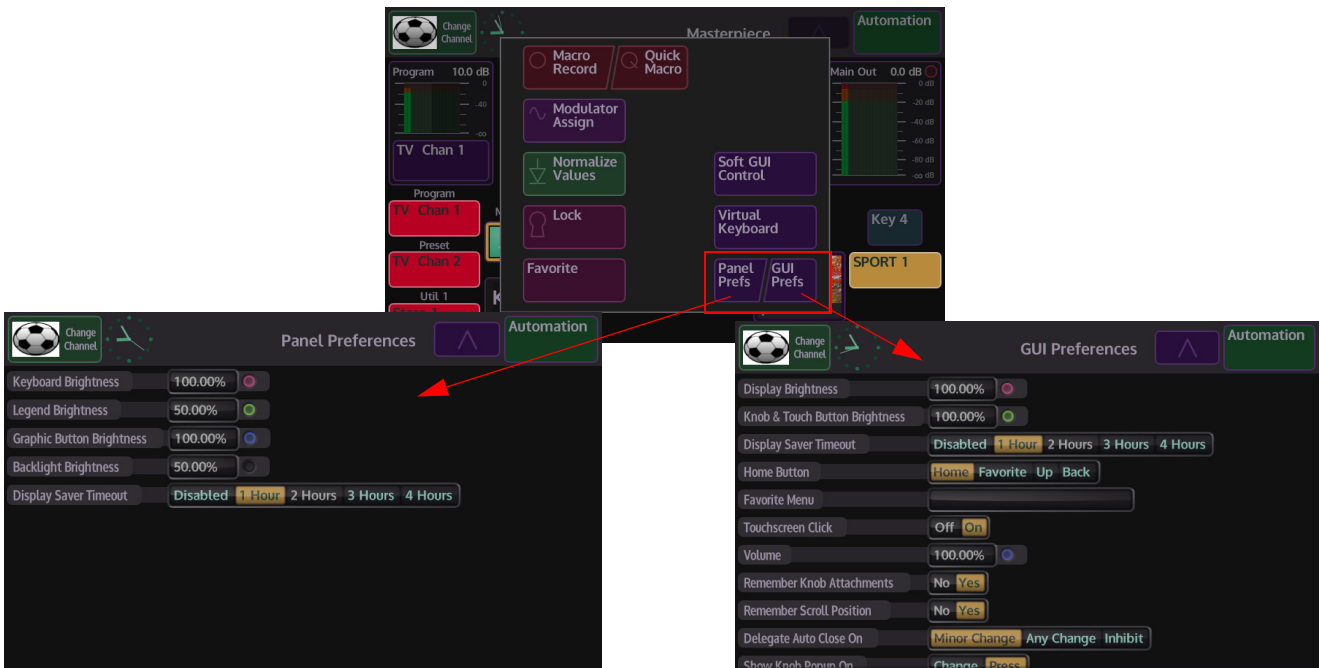 Change
Channel
Masterpiece
Automation
Macro
Record
Quick
Macro
Program 10.0 dB
0
-40
-∞
Main Out 0.0 dB
0 dB
-20 dB
-40 dB
-60 dB
-80 dB
-∞ dB
Modulator
Assign
TV Chan 1
Normalize
Values
Soft GUI
Control
Program
TV Chan 1
Lock
Virtual
Keyboard
Key 4
Preset
TV Chan 2
Favorite
Panel
Prefs
GUI
Prefs
SPORT 1
Util 1
Change
Channel
Panel Preferences
Automation
Keyboard Brightness 100.00%
Legend Brightness 50.00%
Graphic Button Brightness 100.00%
Backlight Brightness 50.00%
Display Saver Timeout Disabled 1 Hour 2 Hours 3 Hours 4 Hours
Change
Channel
GUI Preferences
Automation
Display Brightness 100.00%
Knob & Touch Button Brightness 100.00%
Display Saver Timeout Disabled 1 Hour 2 Hours 3 Hours 4 Hours
Home Button Home Favorite Up Back
Favorite Menu
Touchscreen Click Off On
Volume 100.00%
Remember Knob Attachments No Yes
Remember Scroll Position No Yes
Delegate Auto Close On Minor Change Any Change Inhibit
Show Knob Popup On Change Press